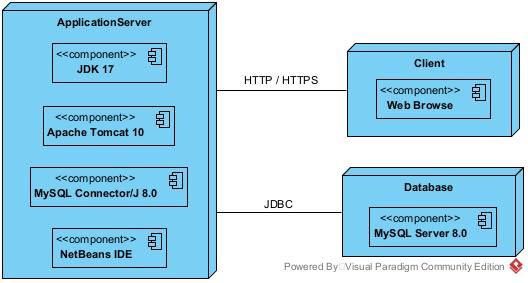 ApplicationServer
<<component>>
JDK 17
<<component>>
Apache Tomcat 10
<<component>>
MySQL Connector/J 8.0
<<component>>
NetBeans IDE
HTTP / HTTPS
JDBC
Client
<<component>>
Web Browse
Database
<<component>>
MySQL Server 8.0
Powered By Visual Paradigm Community Edition